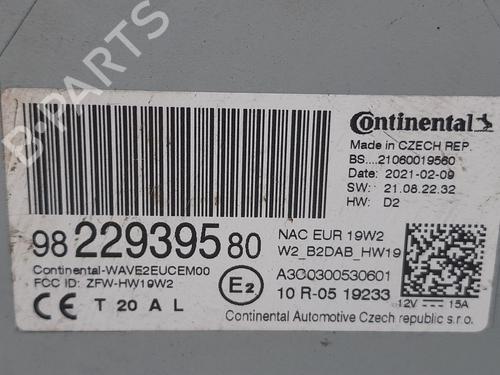 Continental
Made in CZECH REP.
BS....21060019560
Date: 2021-02-09
SW: 21.08.22.32
HW: D2
98 229395 80
NAC EUR 19W2
W2_B2DAB_HW19
Continental-WAVE2EUCEM00
FCC ID: ZFW-HW19W2
E2
A3C0300530601
10 R-05 19233
12V 15A
CE T 20 A L
Continental Automotive Czech republic s.r.o.
B-PARTS